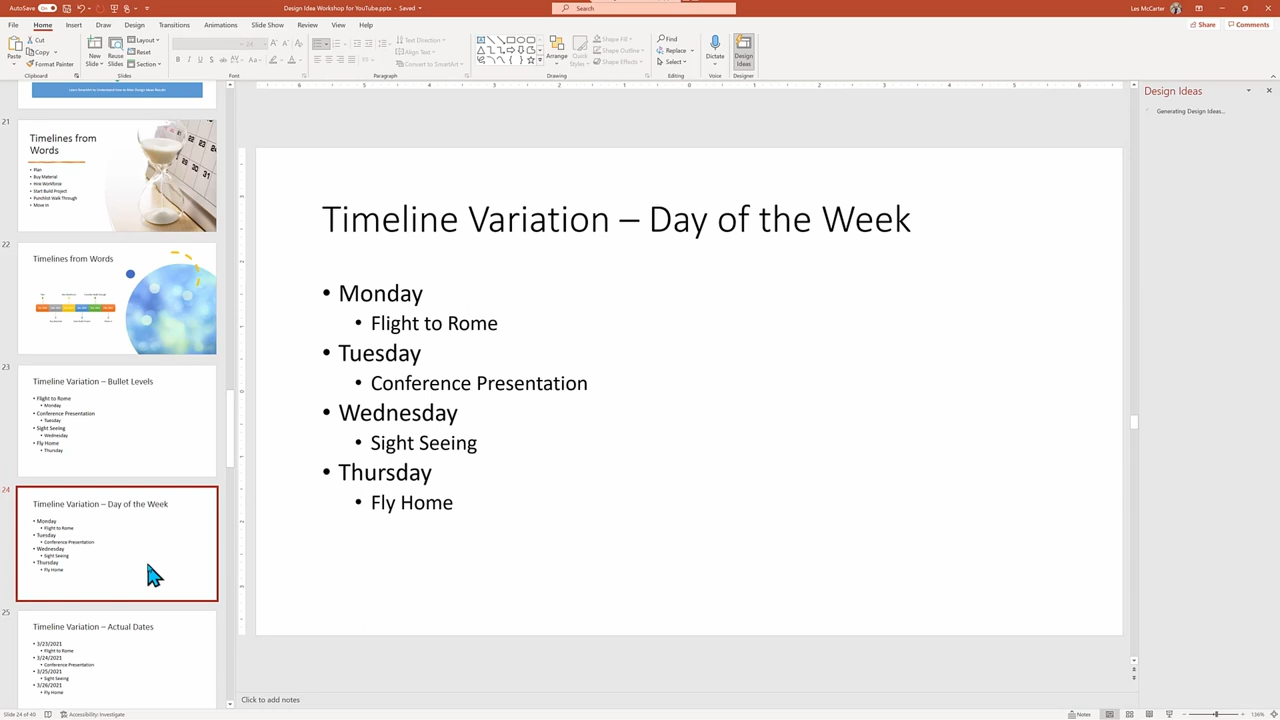 AutoSave On
Design Idea Workshop for YouTube.pptx - Saved
Search
Les McCarter
File Home Insert Draw Design Transitions Animations Slide Show Review View Help
Share Comments
Paste
Cut
Copy
Format Painter
Clipboard
New Slide
Reuse Slides
Layout
Reset
Section
Slides
Font
Text Direction
Align Text
Convert to SmartArt
Paragraph
Arrange
Quick Styles
Shape Fill
Shape Outline
Shape Effects
Drawing
Find
Replace
Select
Editing
Dictate
Voice
Design Ideas
Designer
21
Timelines from Words
• Plan
• Buy Material
• Hire Workforce
• Start Build Project
• Punchlist Walk Through
• Move In
22
Timelines from Words
23
Timeline Variation – Bullet Levels
• Flight to Rome
• Monday
• Conference Presentation
• Tuesday
• Sight Seeing
• Wednesday
• Fly Home
• Thursday
24
Timeline Variation – Day of the Week
• Monday
• Flight to Rome
• Tuesday
• Conference Presentation
• Wednesday
• Sight Seeing
• Thursday
• Fly Home
25
Timeline Variation – Actual Dates
• 3/23/2021
• Flight to Rome
• 3/24/2021
• Conference Presentation
• 3/25/2021
• Sight Seeing
• 3/26/2021
• Fly Home
Timeline Variation – Day of the Week
• Monday
• Flight to Rome
• Tuesday
• Conference Presentation
• Wednesday
• Sight Seeing
• Thursday
• Fly Home
Design Ideas
Generating Design Ideas...
Click to add notes
Slide 24 of 40
Accessibility: Investigate
Notes
136%